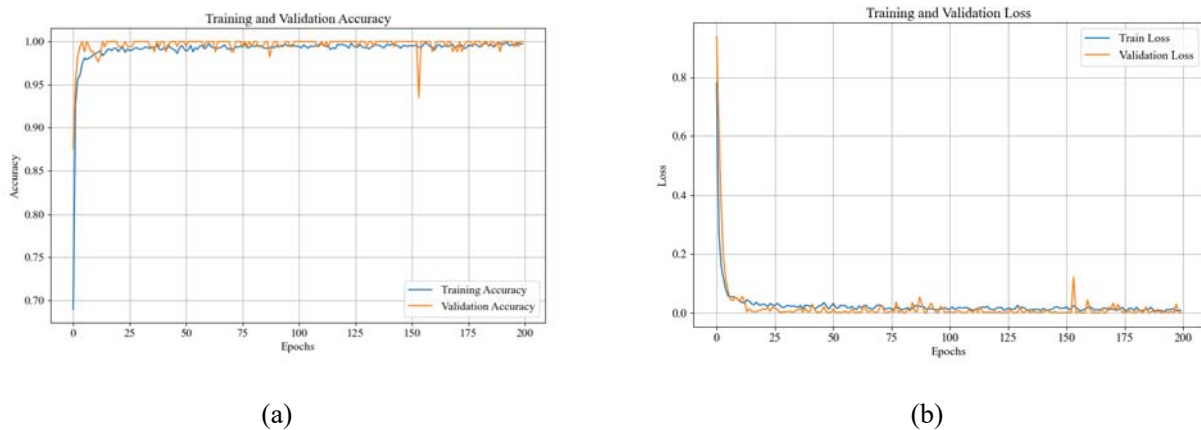 Training and Validation Accuracy
1.00
0.95
0.90
0.85
0.80
0.75
0.70
Accuracy
Training Accuracy
Validation Accuracy
0
25
50
75
100
125
150
175
200
Epochs
(a)
Training and Validation Loss
Train Loss
Validation Loss
0.8
0.6
0.4
0.2
0.0
Loss
0
25
50
75
100
125
150
175
200
Epochs
(b)